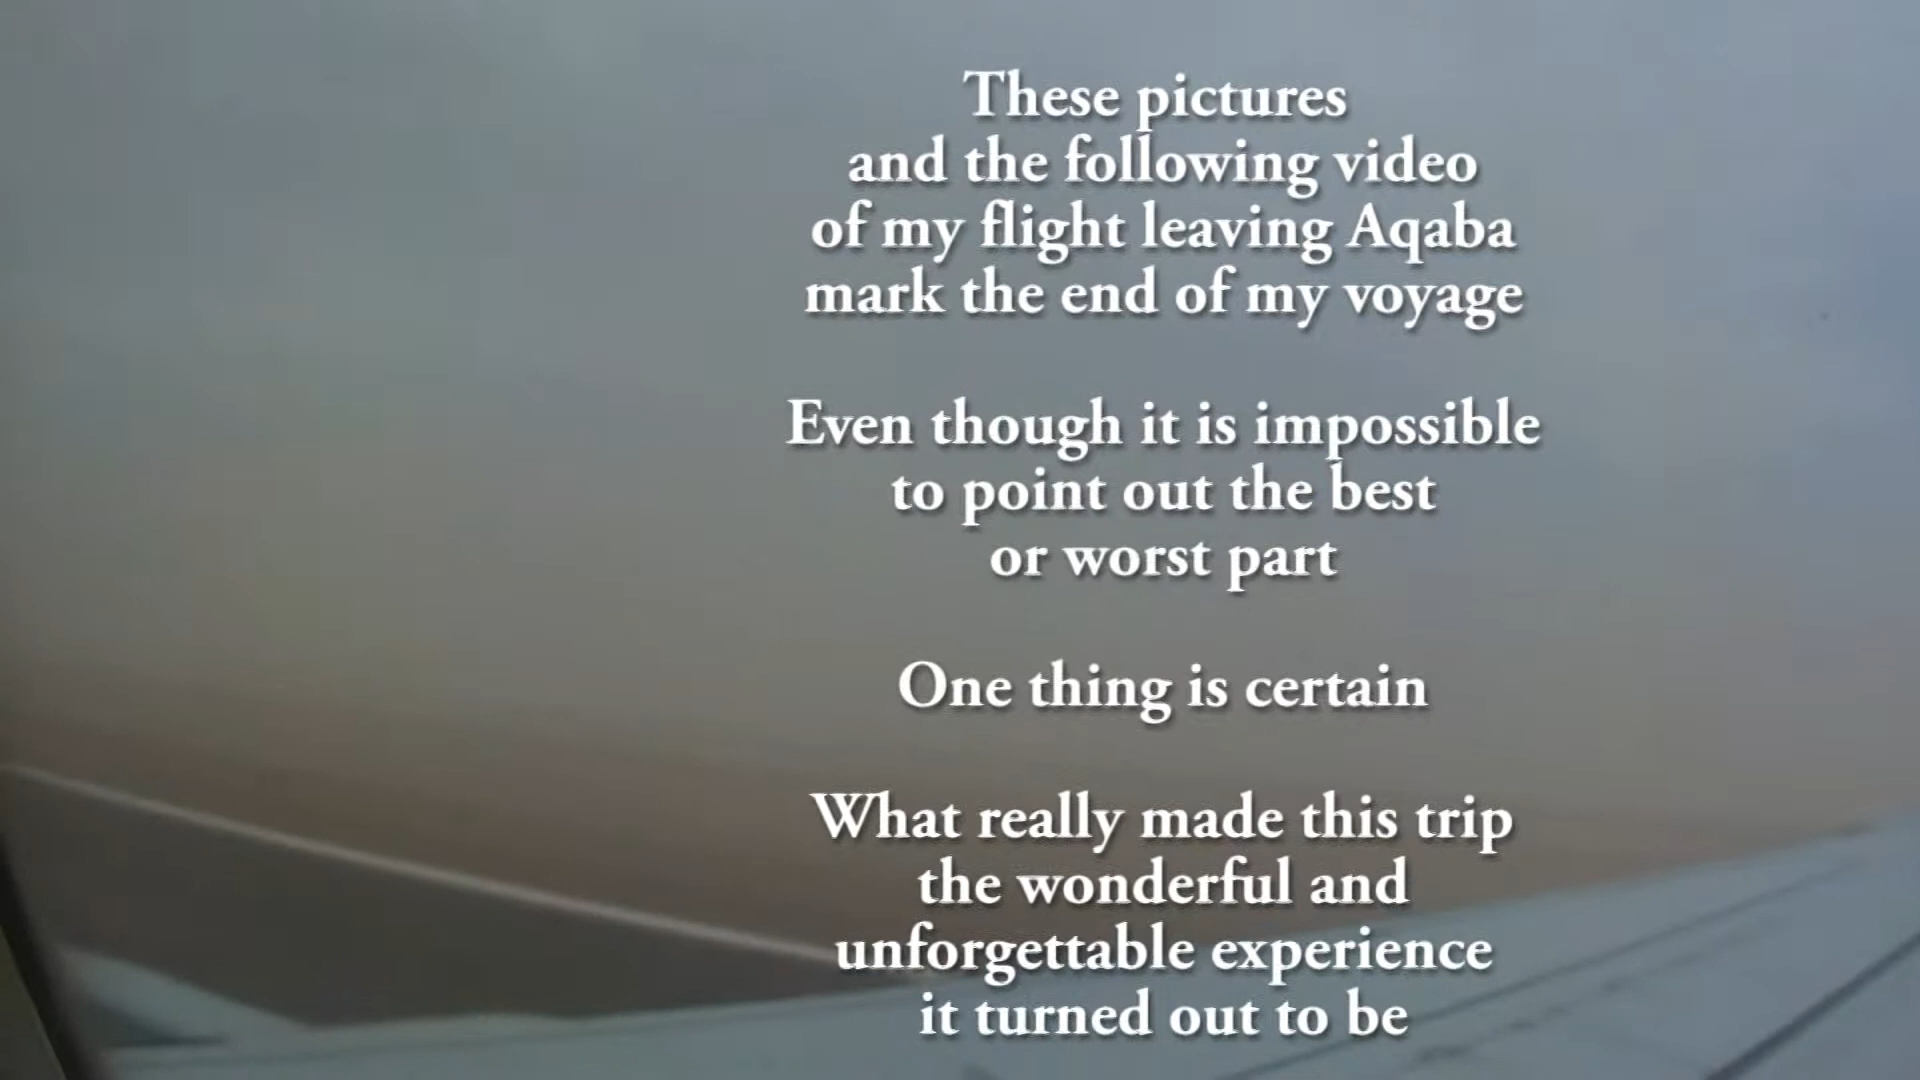 These pictures
and the following video
of my flight leaving Aqaba
mark the end of my voyage
Even though it is impossible
to point out the best
or worst part
One thing is certain
What really made this trip
the wonderful and
unforgettable experience
it turned out to be